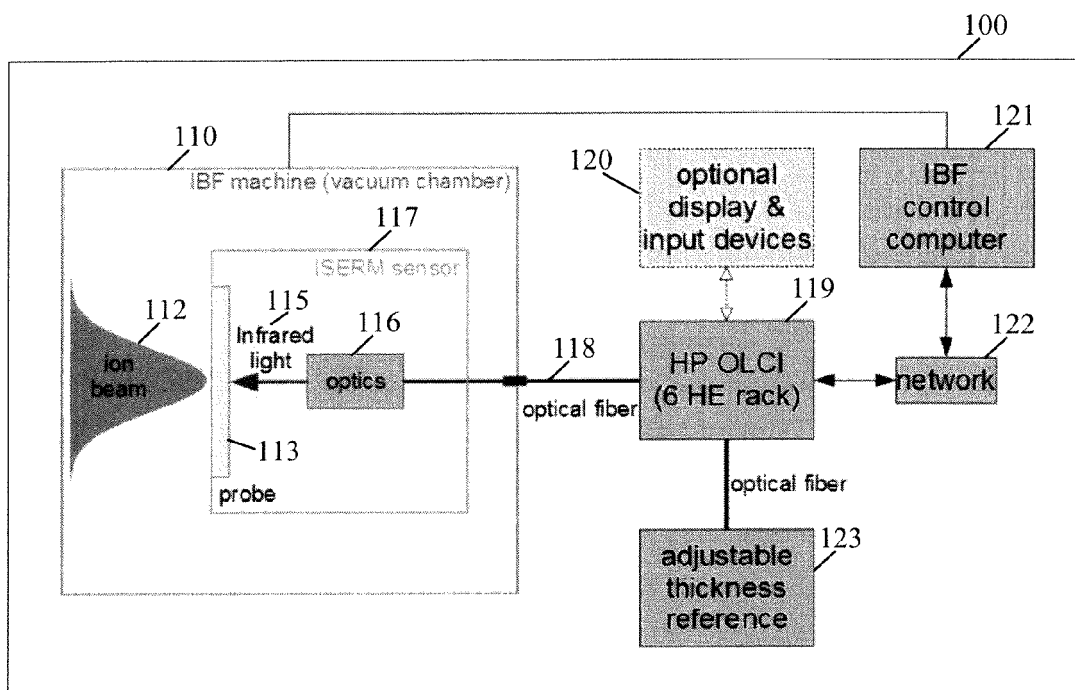 100
110
IBF machine (vacuum chamber)
117
ISERM sensor
112
ion
beam
115
Infrared
light
116
optics
113
probe
118
optical fiber
120
optional
display &
input devices
119
HP OLCI
(6 HE rack)
121
IBF
control
computer
122
network
optical fiber
123
adjustable
thickness
reference